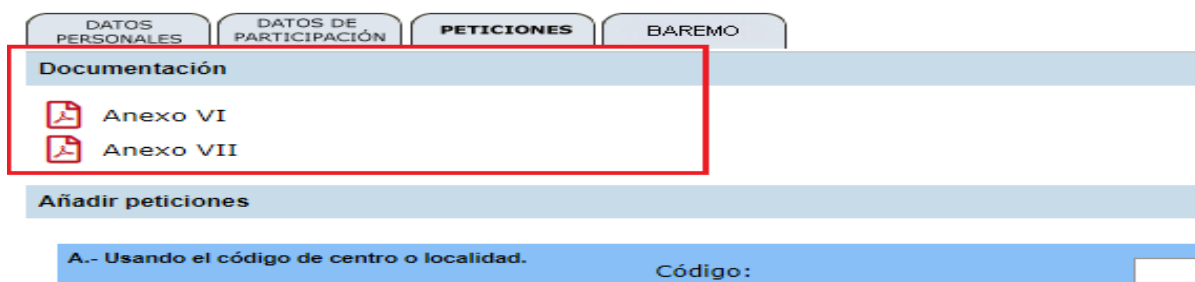 DATOS PERSONALES
DATOS DE PARTICIPACIÓN
PETICIONES
BAREMO
Documentación
Anexo VI
Anexo VII
Añadir peticiones
A.- Usando el código de centro o localidad.
Código: